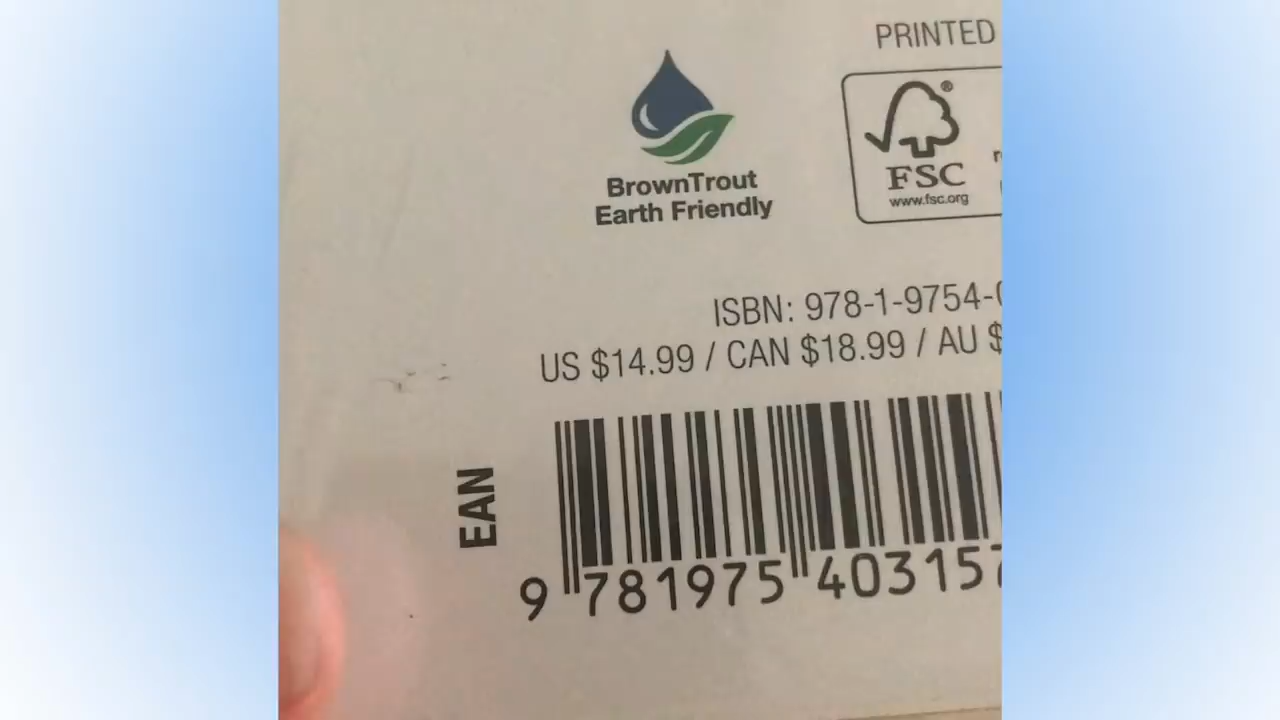 PRINTED
BrownTrout
Earth Friendly
®
FSC
www.fsc.org
ISBN: 978-1-9754-
US $14.99 / CAN $18.99 / AU $
EAN
9 781975 40315